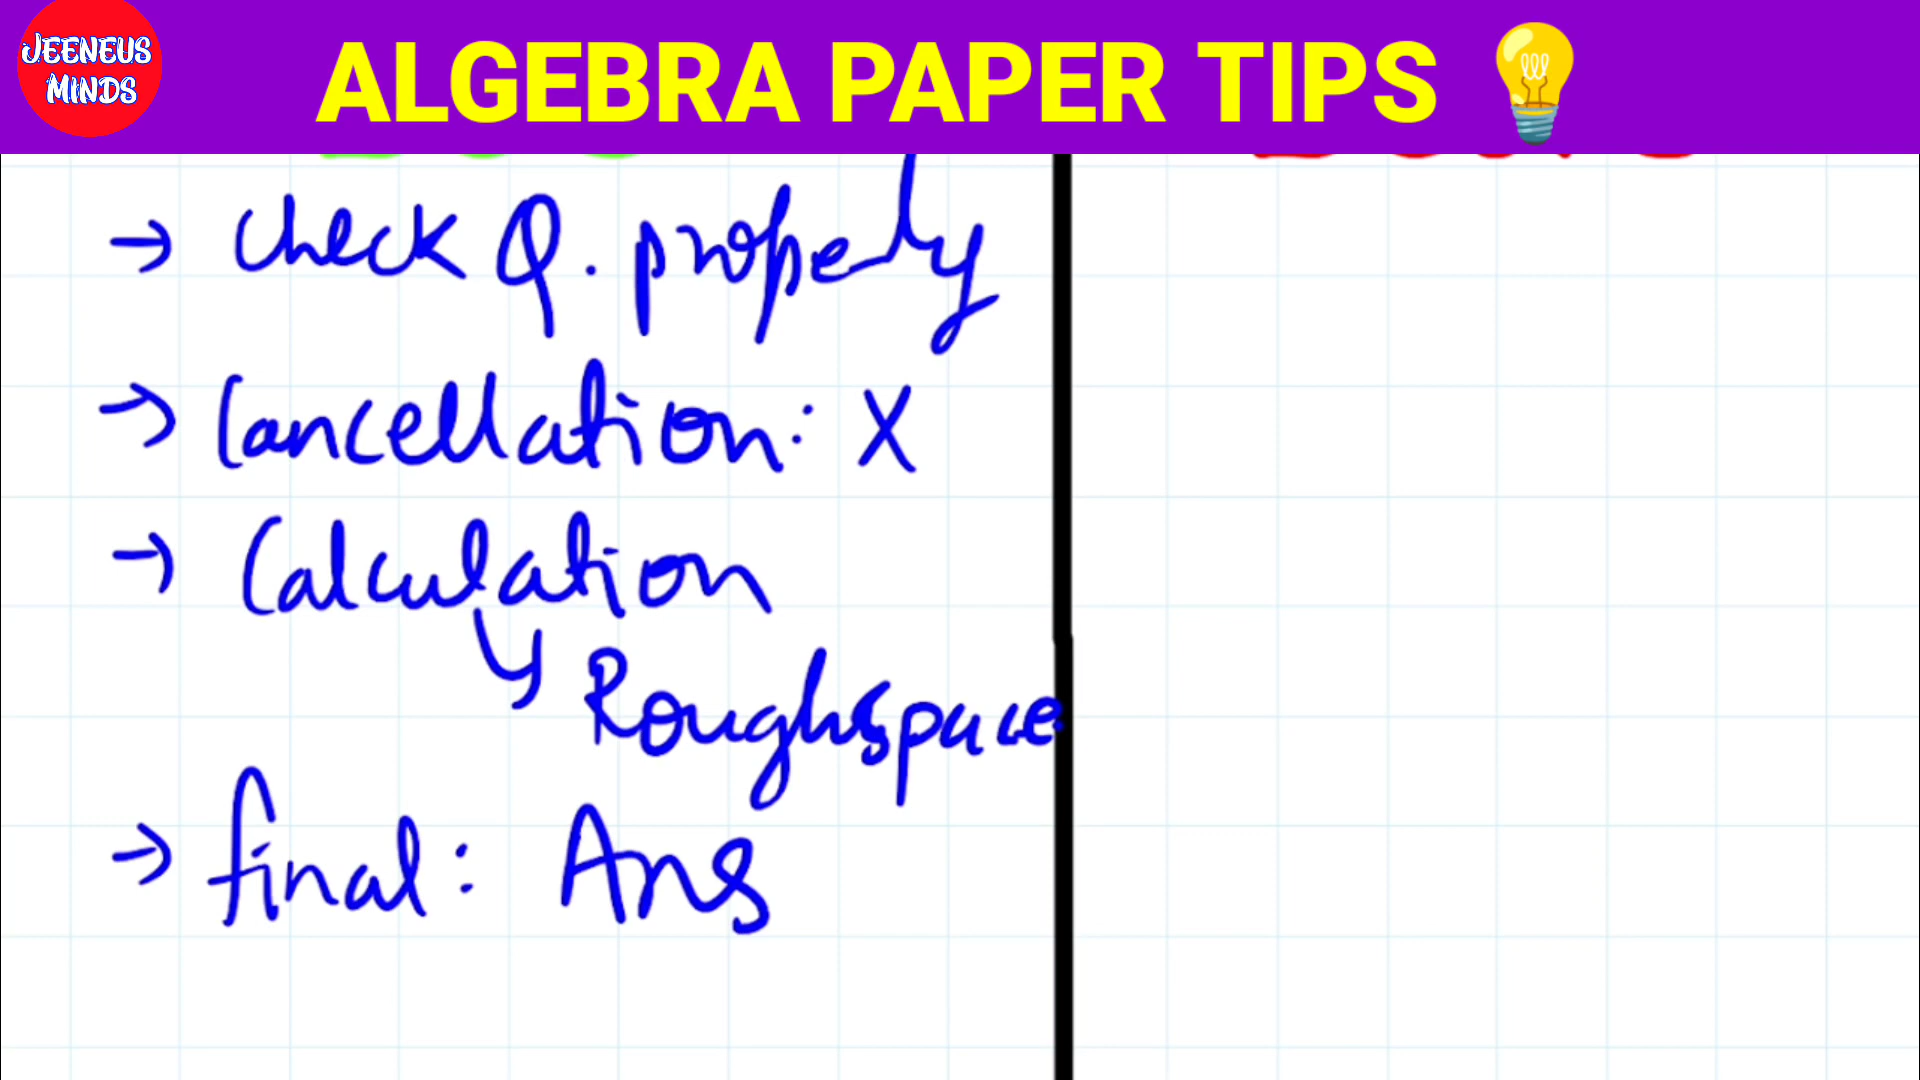 JEENEUS
MINDS
ALGEBRA PAPER TIPS
→ Check Q. properly
→ Cancellation: X
→ Calculation
Roughspace
→ final: Ans